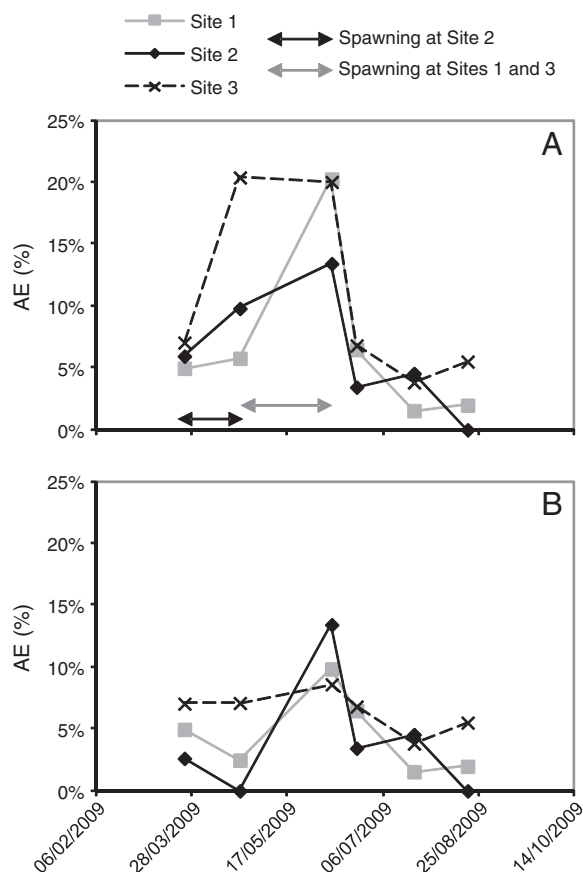 Site 1
Site 2
Site 3
Spawning at Site 2
Spawning at Sites 1 and 3
A
25%
20%
15%
10%
5%
0%
AE (%)
B
25%
20%
15%
10%
5%
0%
AE (%)
06/02/2009
28/03/2009
17/05/2009
06/07/2009
25/08/2009
14/10/2009